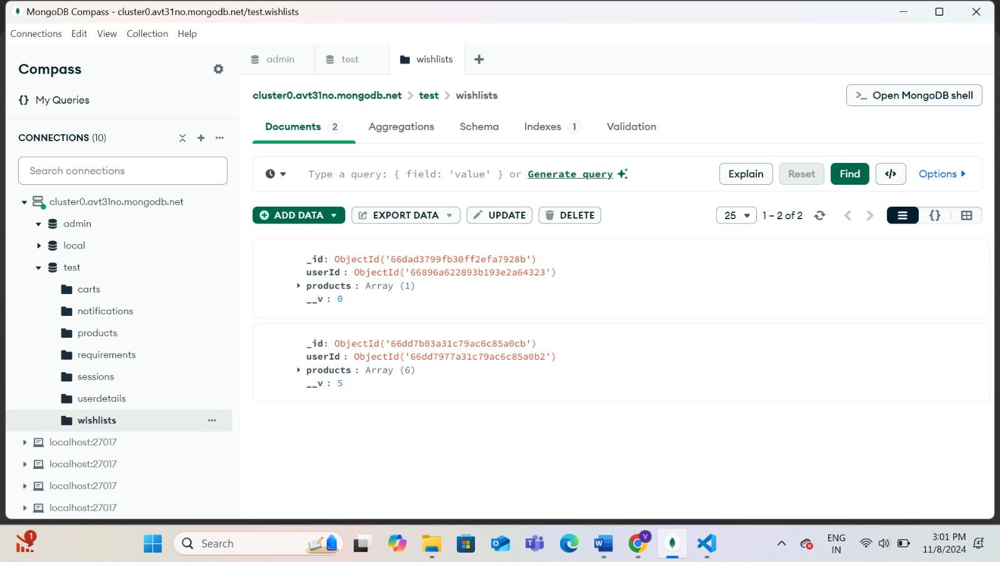 MongoDB Compass - cluster0.avt31no.mongodb.net/test.wishlists
Connections Edit View Collection Help
Compass
{} My Queries
CONNECTIONS (10)
Search connections
cluster0.avt31no.mongodb.net
admin
local
test
carts
notifications
products
requirements
sessions
userdetails
wishlists
localhost:27017
localhost:27017
localhost:27017
localhost:27017
admin test wishlists
cluster0.avt31no.mongodb.net > test > wishlists
>_ Open MongoDB shell
Documents 2 Aggregations Schema Indexes 1 Validation
Type a query: { field: 'value' } or Generate query
Explain Reset Find </> Options
ADD DATA EXPORT DATA UPDATE DELETE
25 1 – 2 of 2 {}
_id: ObjectId('66dad3799fb30ff2efa7928b')
userId : ObjectId('66896a622893b193e2a64323')
products : Array (1)
__v : 0
_id: ObjectId('66dd7b03a31c79ac6c85a0cb')
userId : ObjectId('66dd7977a31c79ac6c85a0b2')
products : Array (6)
__v : 5
1
Search
V
ENG
IN
3:01 PM
11/8/2024